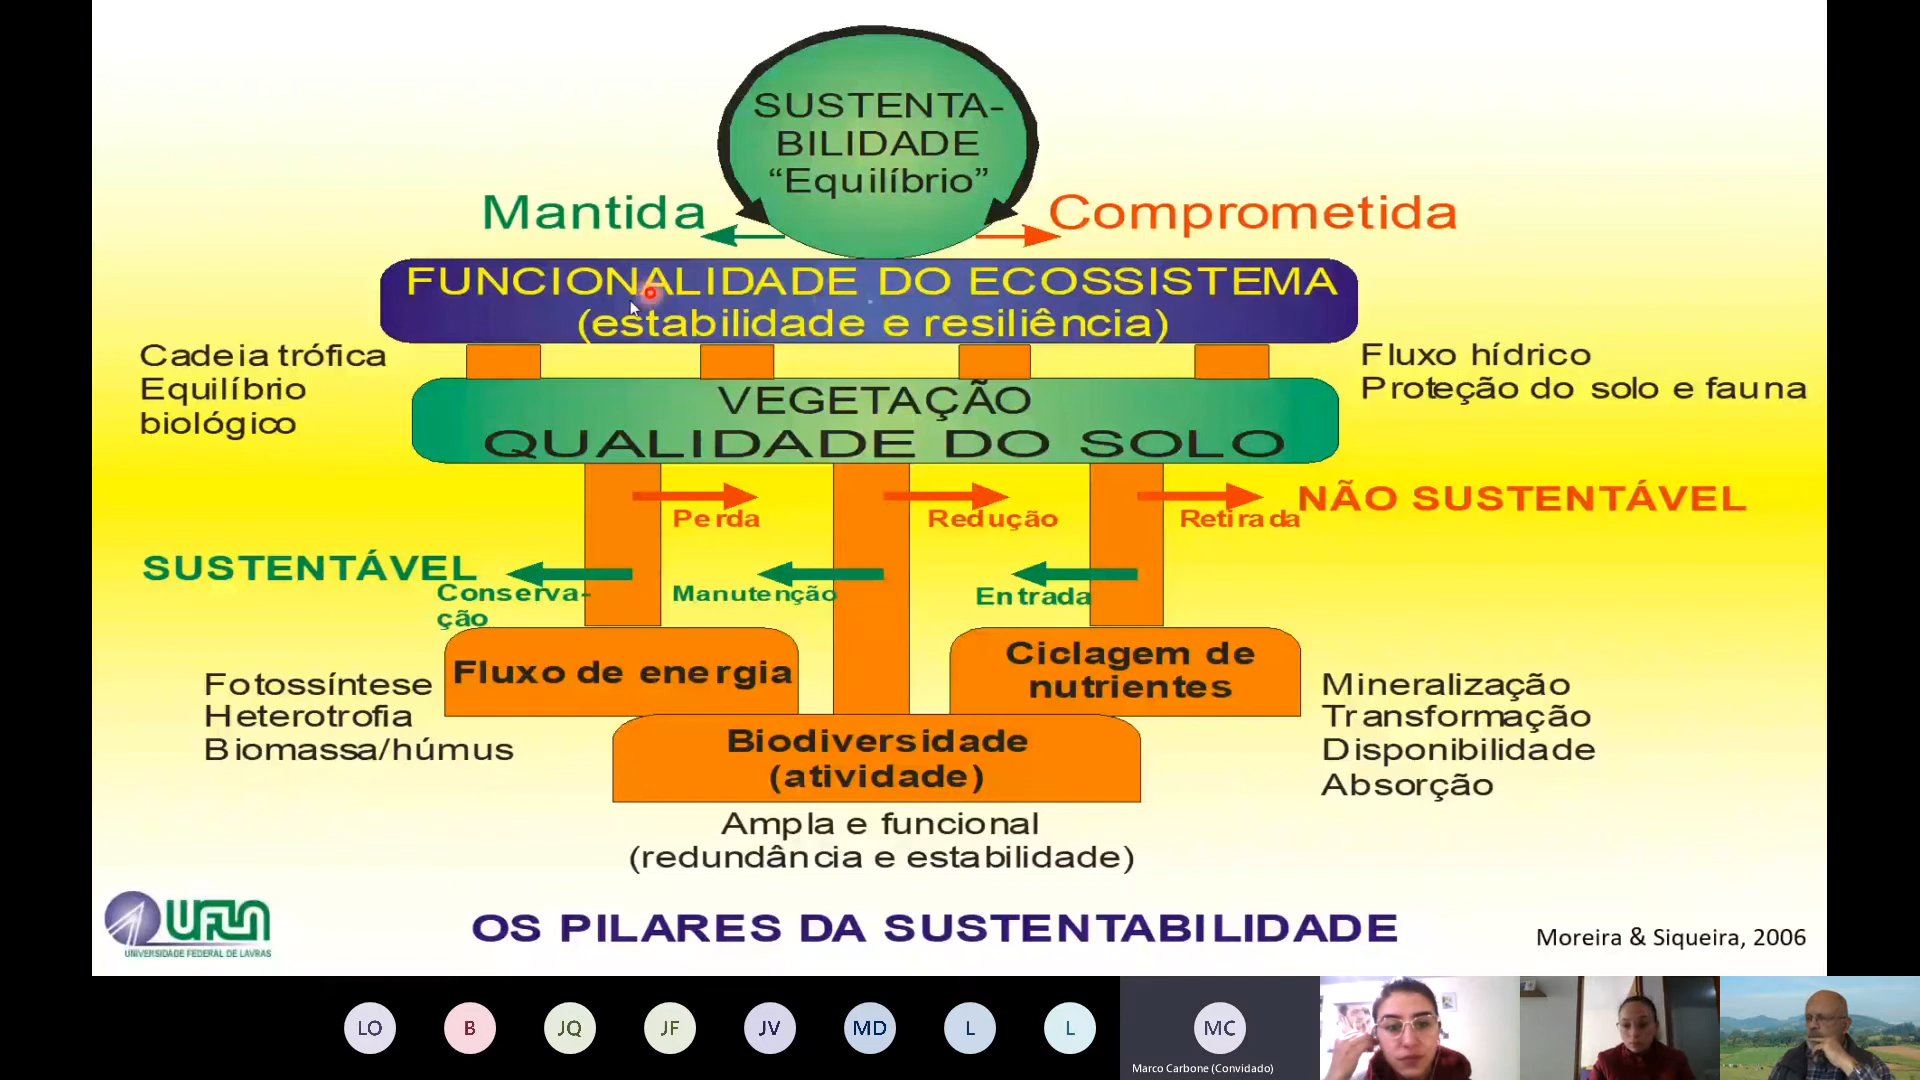 SUSTENTA-
BILIDADE
“Equilíbrio”
Mantida
Comprometida
FUNCIONALIDADE DO ECOSSISTEMA
(estabilidade e resiliência)
Cadeia trófica
Equilíbrio
biológico
Fluxo hídrico
Proteção do solo e fauna
VEGETAÇÃO
QUALIDADE DO SOLO
Perda
Redução
Retirada
NÃO SUSTENTÁVEL
SUSTENTÁVEL
Conserva-
ção
Manutenção
Entrada
Fluxo de energia
Ciclagem de
nutrientes
Fotossíntese
Heterotrofia
Biomassa/húmus
Mineralização
Transformação
Disponibilidade
Absorção
Biodiversidade
(atividade)
Ampla e funcional
(redundância e estabilidade)
UFLA
UNIVERSIDADE FEDERAL DE LAVRAS
OS PILARES DA SUSTENTABILIDADE
Moreira & Siqueira, 2006
LO
B
JQ
JF
JV
MD
L
L
MC
Marco Carbone (Convidado)